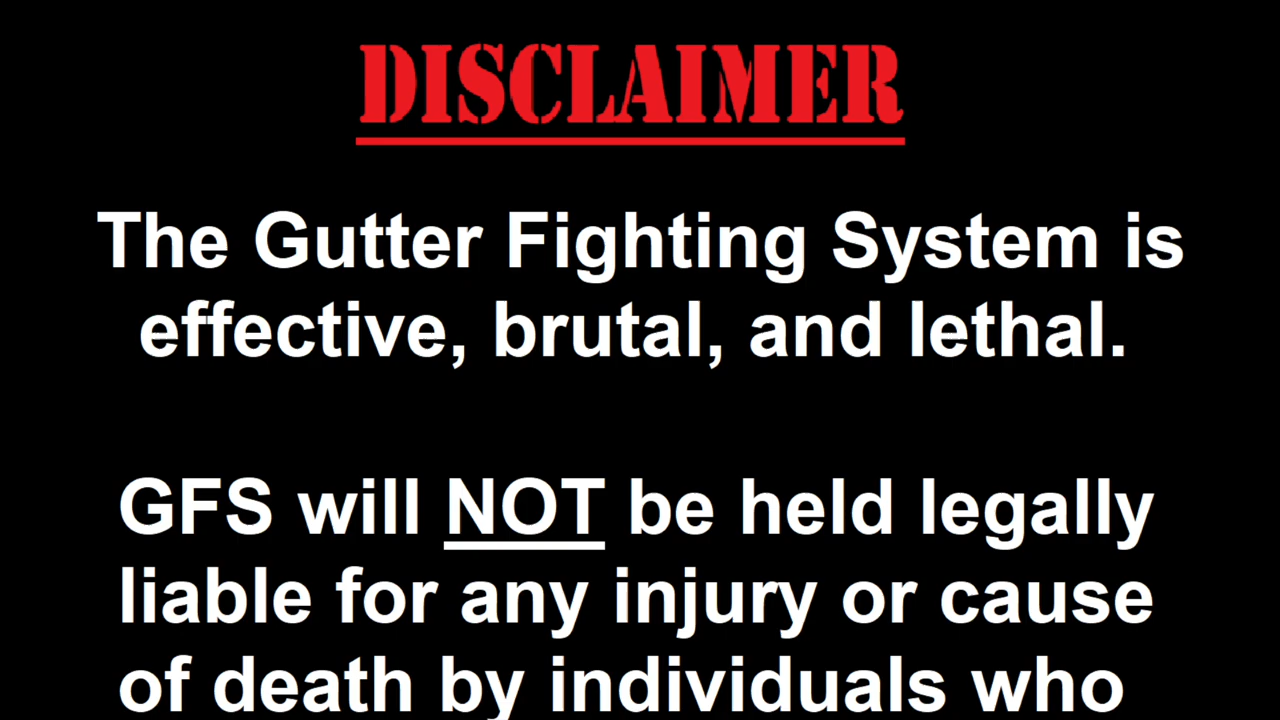 DISCLAIMER
The Gutter Fighting System is
effective, brutal, and lethal.
GFS will NOT be held legally
liable for any injury or cause
of death by individuals who